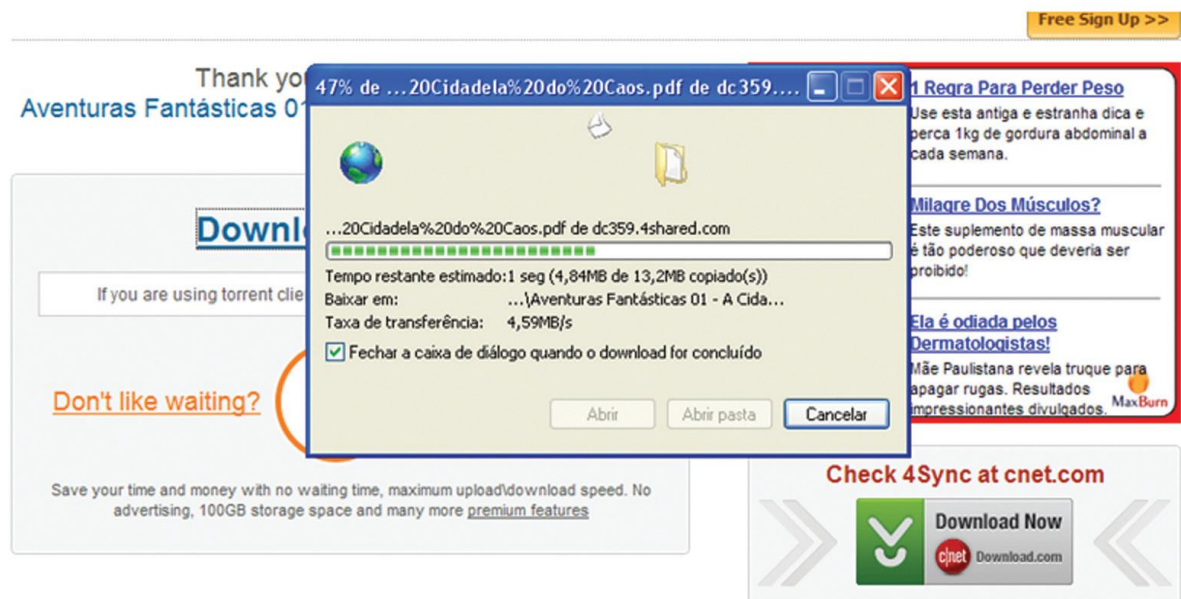 Free Sign Up >>
Thank you
Aventuras Fantásticas 01
47% de ...20Cidadela%20do%20Caos.pdf de dc359....
...20Cidadela%20do%20Caos.pdf de dc359.4shared.com
Tempo restante estimado:1 seg (4,84MB de 13,2MB copiado(s))
Baixar em: ...\Aventuras Fantásticas 01 - A Cida...
Taxa de transferência: 4,59MB/s
Fechar a caixa de diálogo quando o download for concluído
Abrir Abrir pasta Cancelar
Downl
If you are using torrent clie
Don't like waiting?
Save your time and money with no waiting time, maximum upload\download speed. No
advertising, 100GB storage space and many more premium features
1 Regra Para Perder Peso
Use esta antiga e estranha dica e
perca 1kg de gordura abdominal a
cada semana.
Milagre Dos Músculos?
Este suplemento de massa muscular
é tão poderoso que deveria ser
proibido!
Ela é odiada pelos
Dermatologistas!
Mãe Paulistana revela truque para
apagar rugas. Resultados
impressionantes divulgados.
MaxBurn
Check 4Sync at cnet.com
Download Now
c|net Download.com